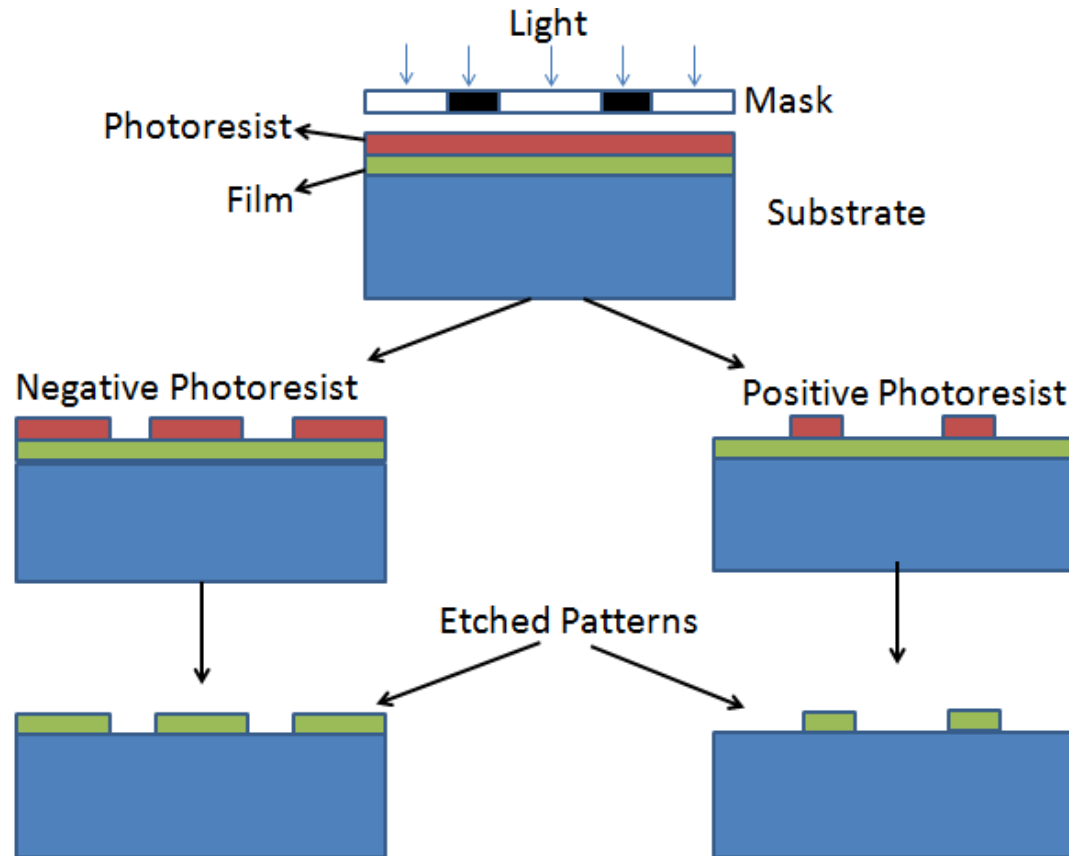 Light
Mask
Photoresist
Film
Substrate
Negative Photoresist
Positive Photoresist
Etched Patterns